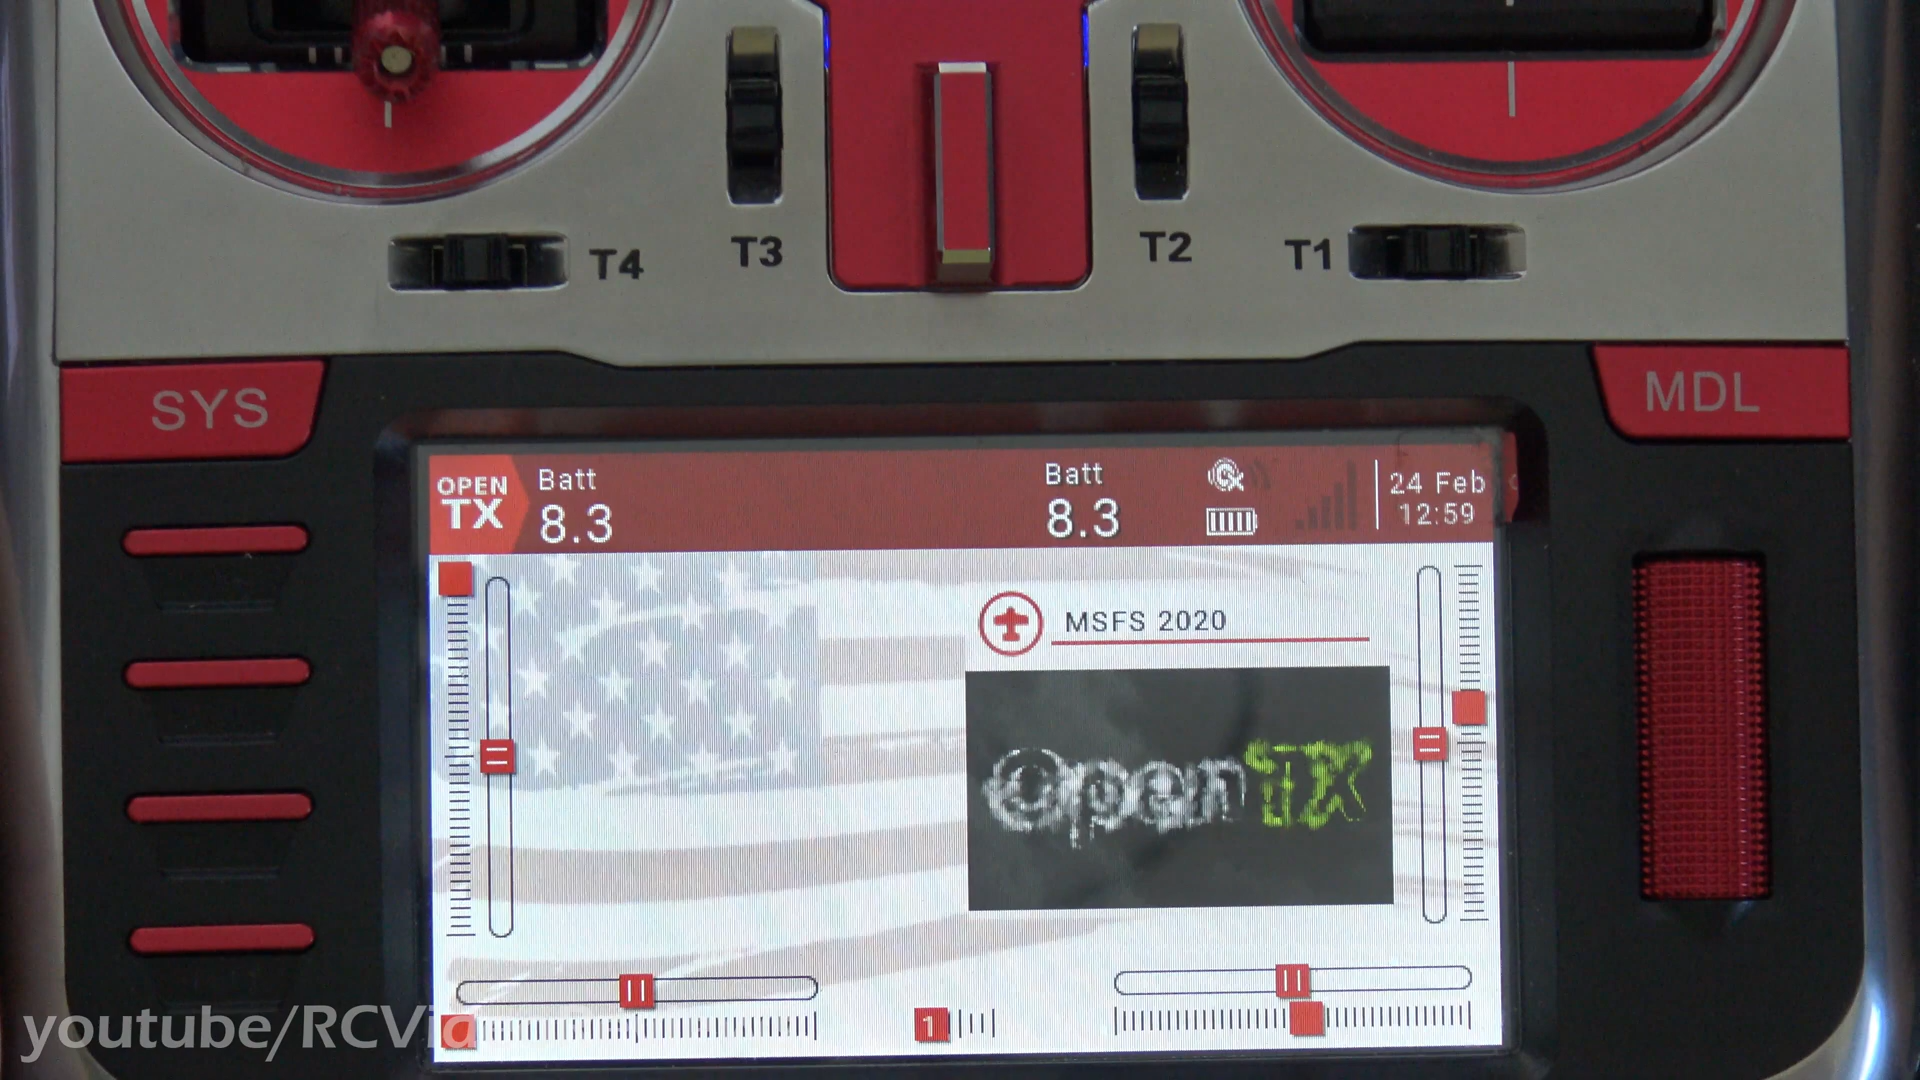 T4
T3
T2
T1
SYS
MDL
OPEN
TX
Batt
8.3
Batt
8.3
24 Feb
12:59
MSFS 2020
OpenTX
1
youtube/RCVid